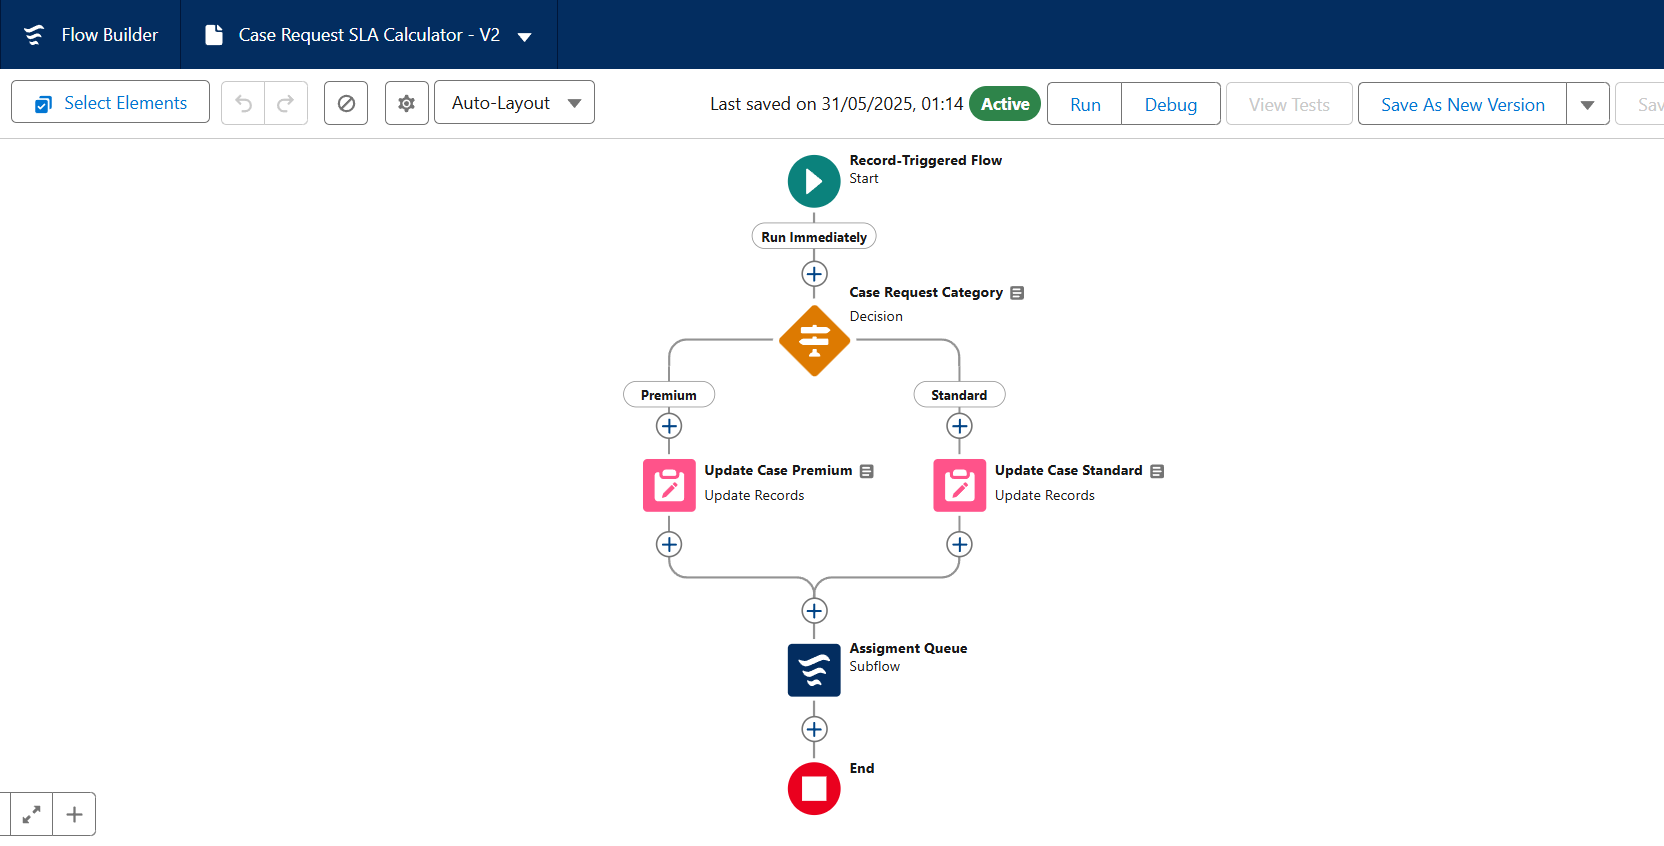 Flow Builder
Case Request SLA Calculator - V2
Select Elements
Auto-Layout
Last saved on 31/05/2025, 01:14
Active
Run
Debug
View Tests
Save As New Version
Sav
Record-Triggered Flow
Start
Run Immediately
Case Request Category
Decision
Premium
Standard
Update Case Premium
Update Records
Update Case Standard
Update Records
Assigment Queue
Subflow
End